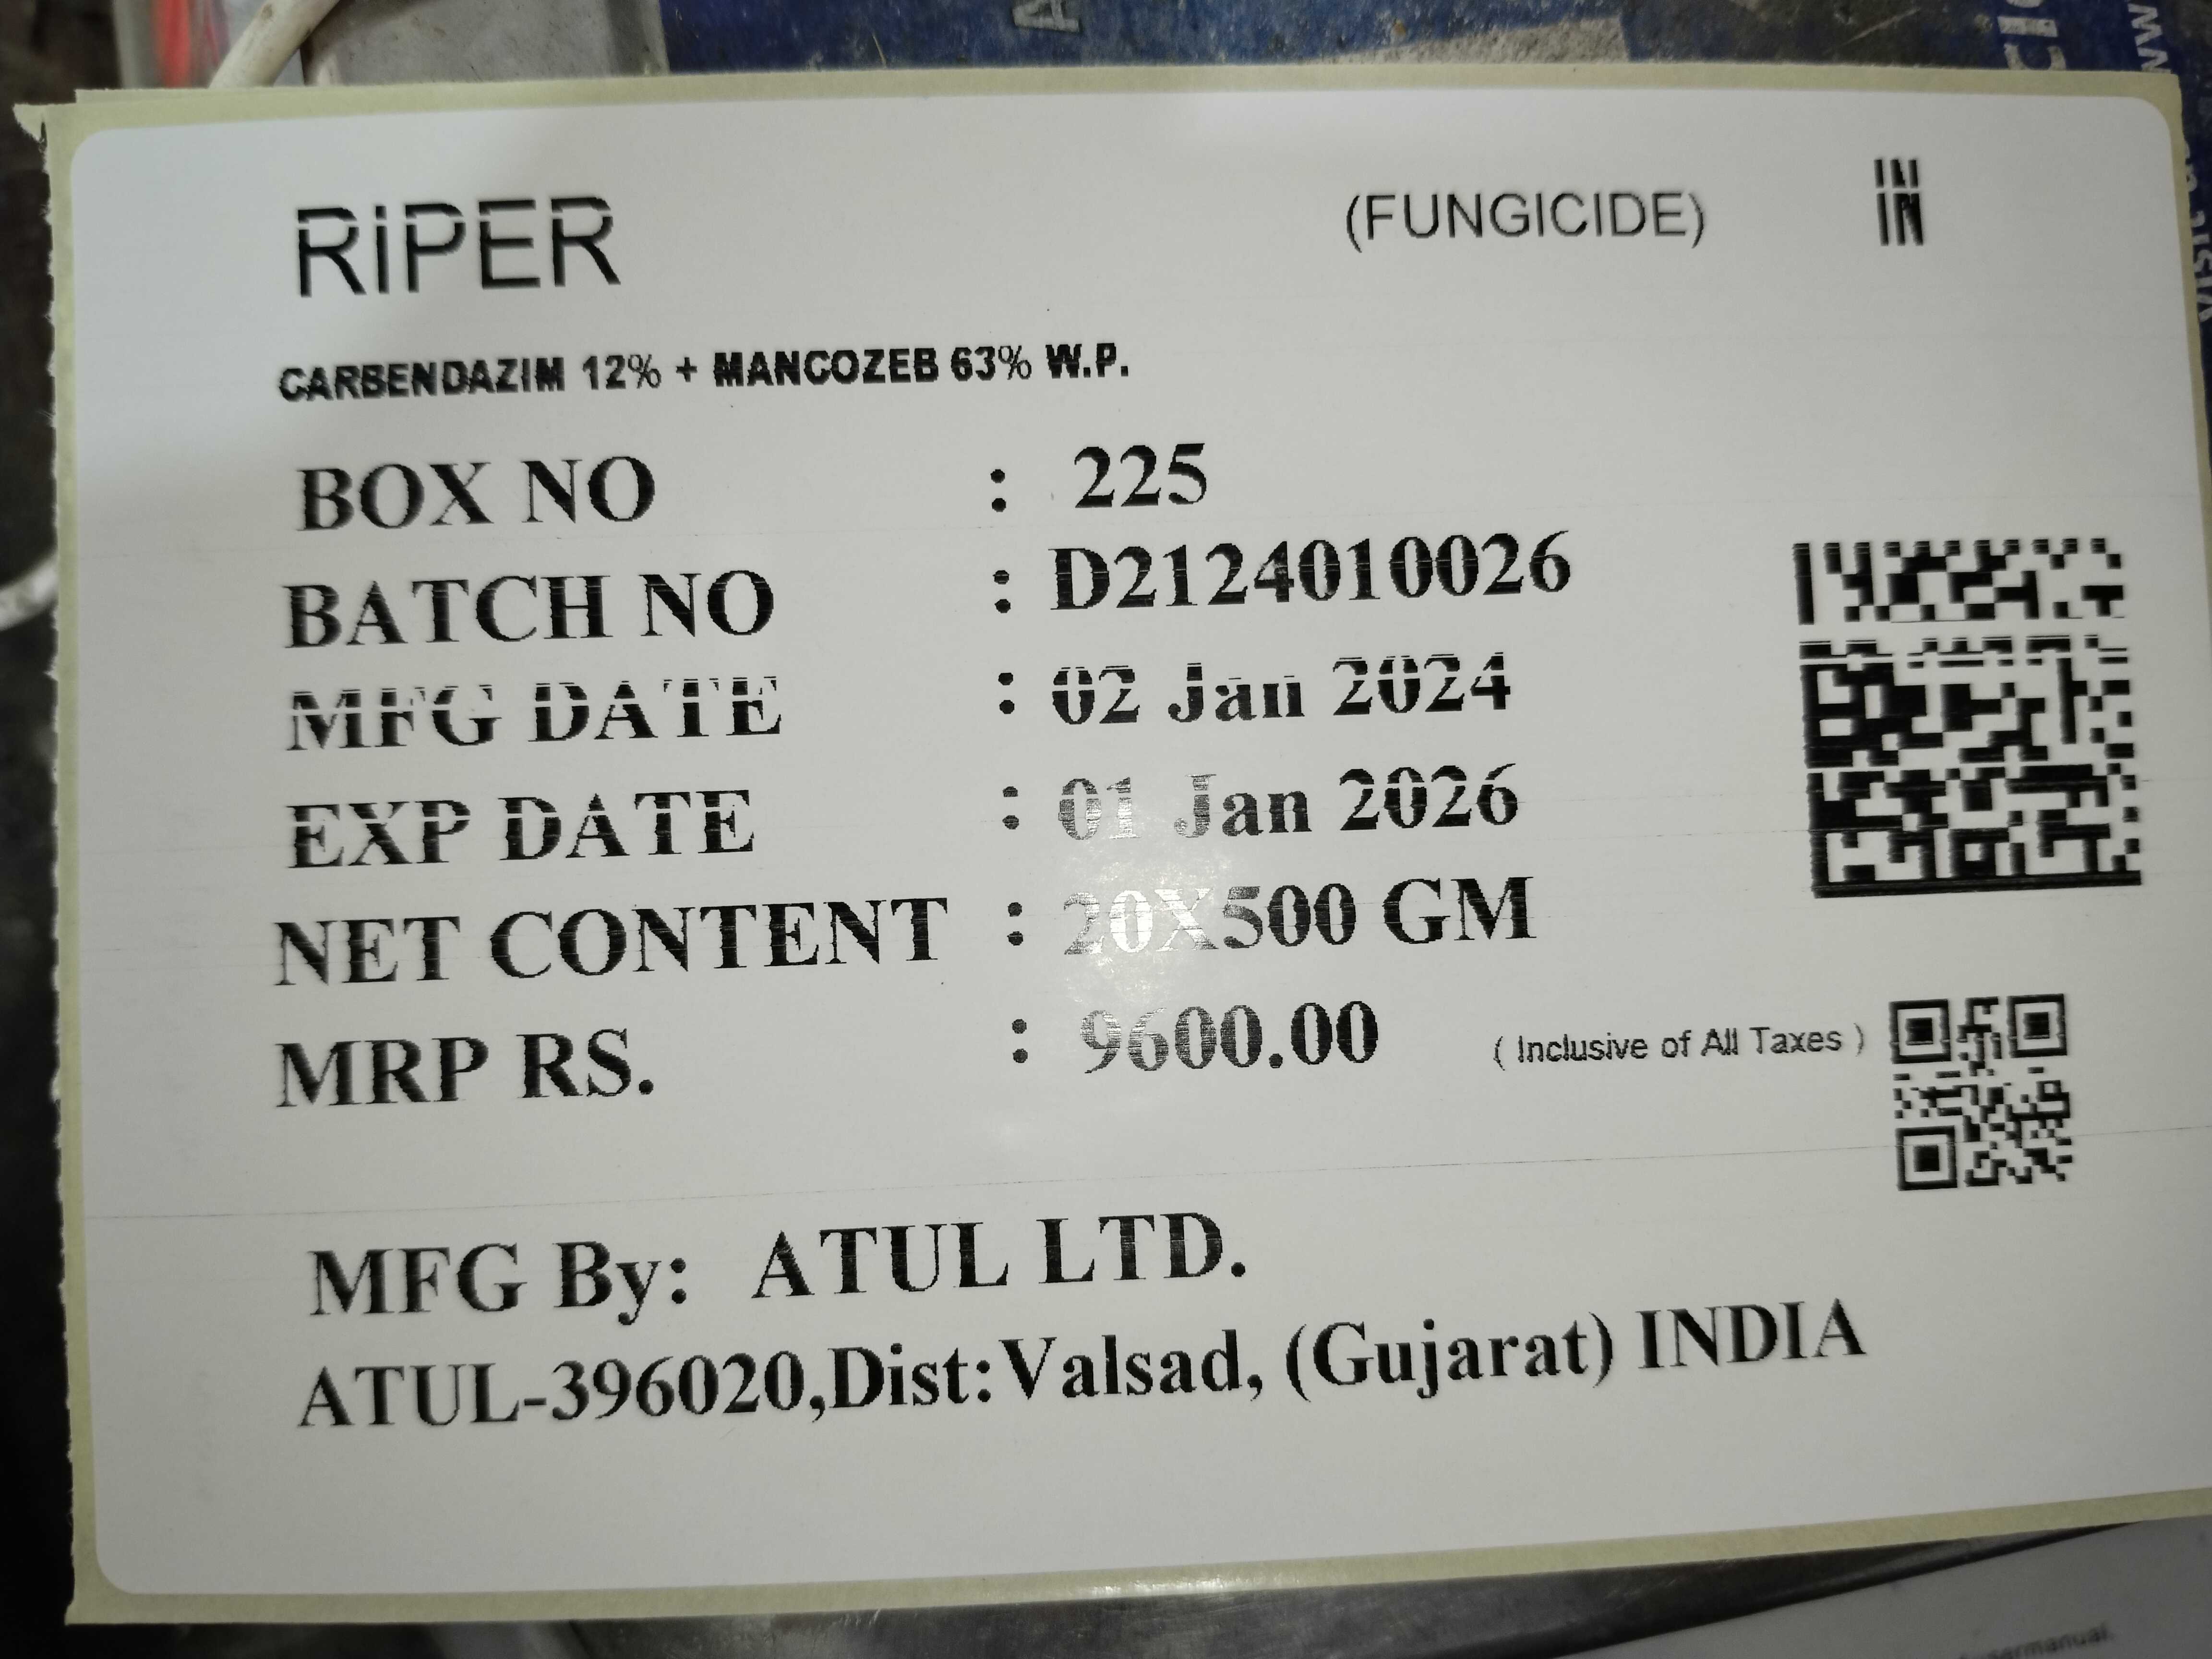 RiPER (FUNGICIDE) IN
CARBENDAZIM 12% + MANCOZEB 63% W.P.
BOX NO : 225
BATCH NO : D2124010026
MFG DATE : 02 Jan 2024
EXP DATE : 01 Jan 2026
NET CONTENT : 20X500 GM
MRP RS. : 9600.00 ( Inclusive of All Taxes )
MFG By: ATUL LTD.
ATUL-396020,Dist:Valsad, (Gujarat) INDIA